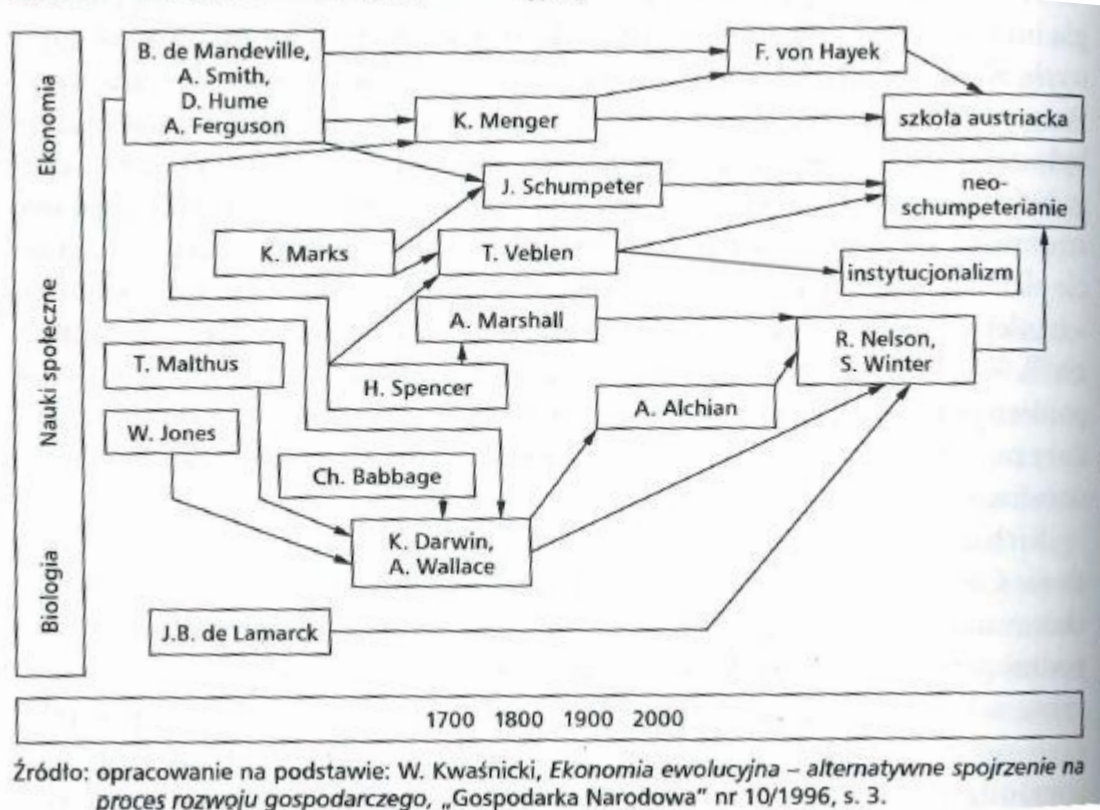 Ekonomia
Nauki społeczne
Biologia
B. de Mandeville,
A. Smith,
D. Hume
A. Ferguson
F. von Hayek
K. Menger
szkoła austriacka
J. Schumpeter
neo-
schumpeterianie
K. Marks
T. Veblen
instytucjonalizm
A. Marshall
R. Nelson,
S. Winter
T. Malthus
H. Spencer
A. Alchian
W. Jones
Ch. Babbage
K. Darwin,
A. Wallace
J.B. de Lamarck
1700 1800 1900 2000
Źródło: opracowanie na podstawie: W. Kwaśnicki, Ekonomia ewolucyjna – alternatywne spojrzenie na
proces rozwoju gospodarczego, „Gospodarka Narodowa” nr 10/1996, s. 3.